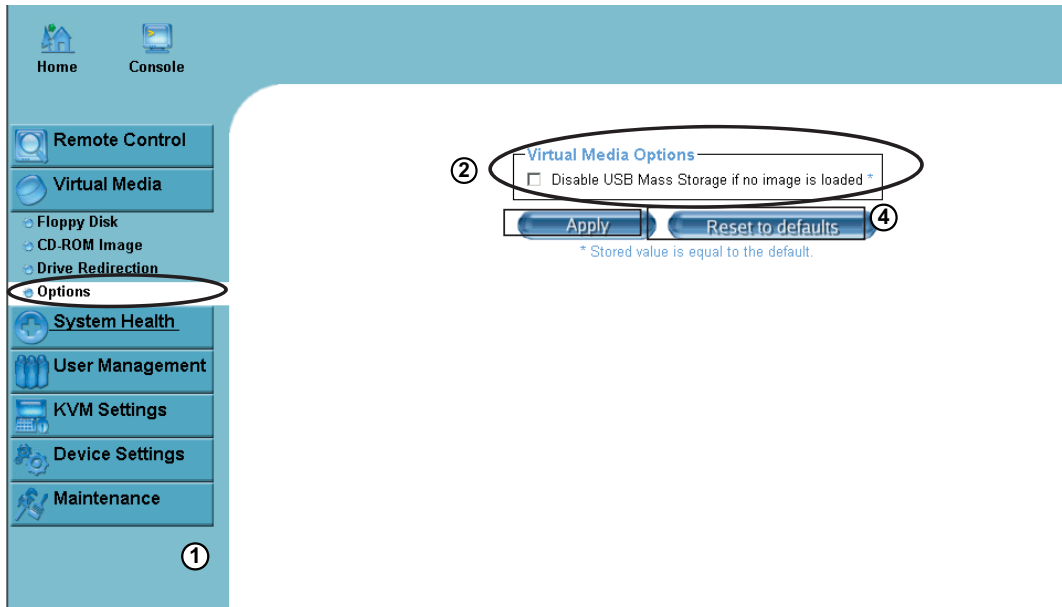 Home
Console
Remote Control
Virtual Media
Floppy Disk
CD-ROM Image
Drive Redirection
Options
System Health
User Management
KVM Settings
Device Settings
Maintenance
1
2
Virtual Media Options
Disable USB Mass Storage if no image is loaded *
Apply
Reset to defaults
4
* Stored value is equal to the default.